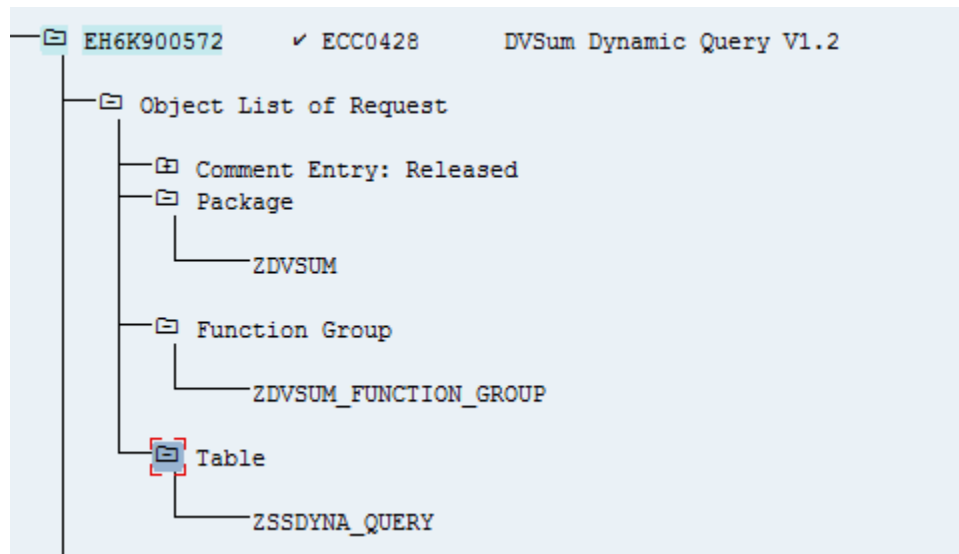 EH6K900572 ✔ ECC0428 DVSum Dynamic Query V1.2
Object List of Request
Comment Entry: Released
Package
ZDVSUM
Function Group
ZDVSUM_FUNCTION_GROUP
Table
ZSSDYNA_QUERY